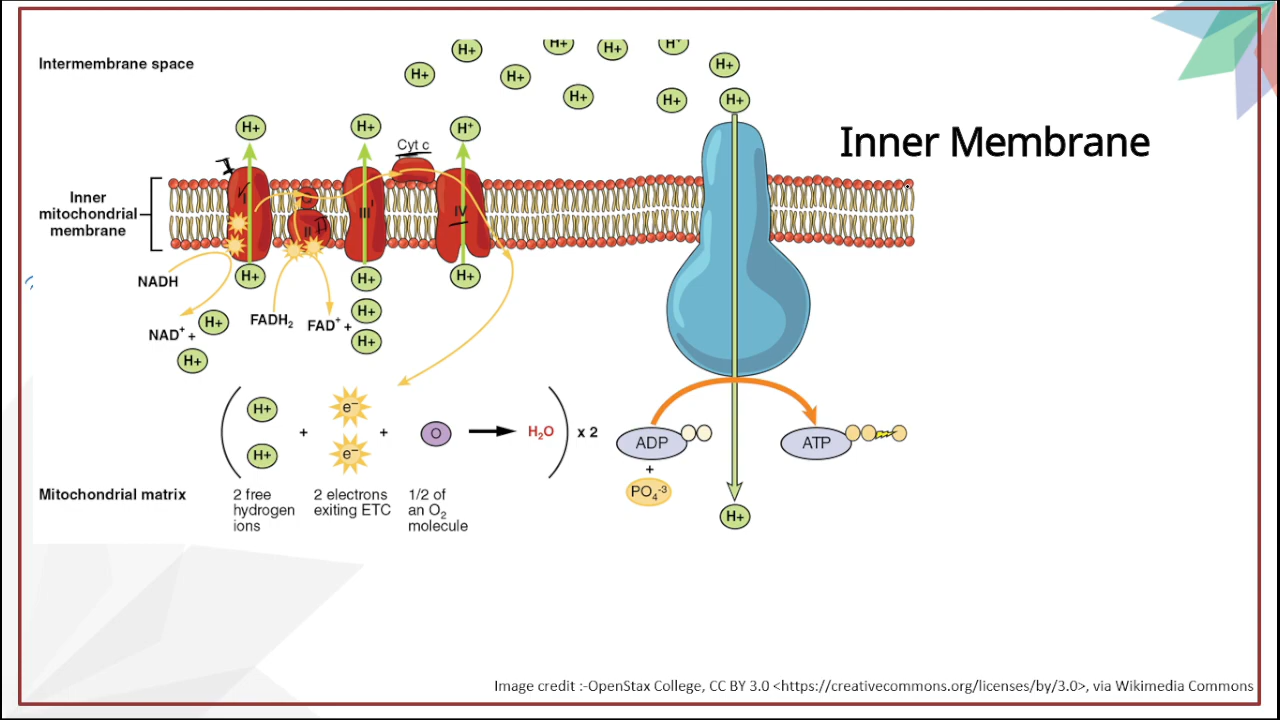 Intermembrane space
H+
H+
H+
H+
H+
H+
H+
H+
H+
H+
H+
H+
H+
Inner Membrane
Cyt c
I
I
Q
II
III
IV
Inner
mitochondrial
membrane
H+
H+
H+
H+
H+
NADH
NAD+ +
H+
H+
FADH2
FAD+ +
H+
H+
+
e–
e–
+
O
H2O
x 2
ADP
+
PO4-3
ATP
H+
Mitochondrial matrix
2 free
hydrogen
ions
2 electrons
exiting ETC
1/2 of
an O2
molecule
Image credit :-OpenStax College, CC BY 3.0 <https://creativecommons.org/licenses/by/3.0>, via Wikimedia Commons